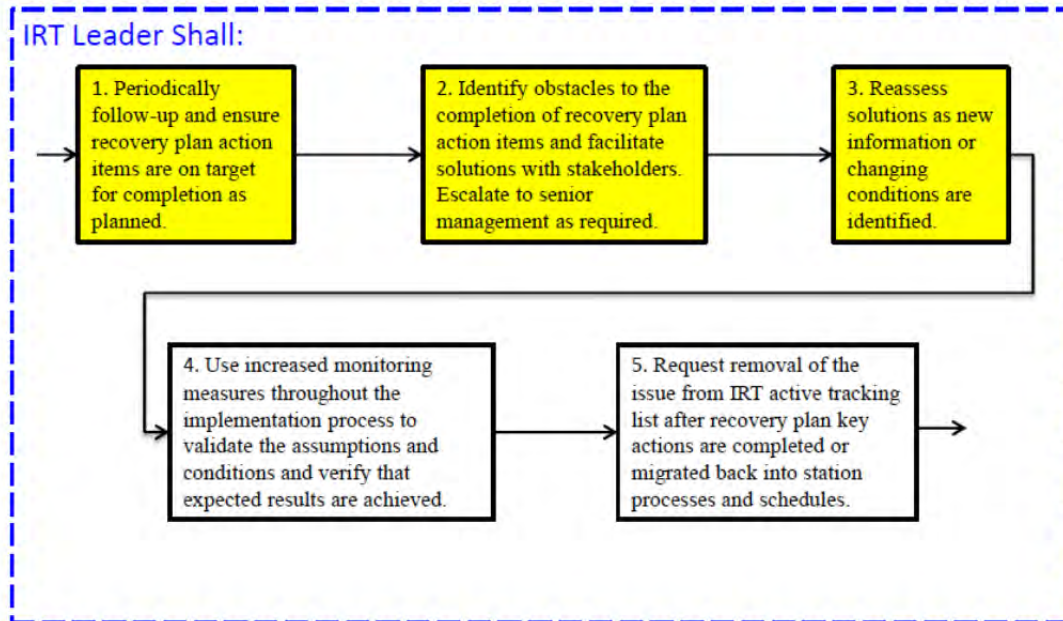 IRT Leader Shall:
1. Periodically
follow-up and ensure
recovery plan action
items are on target
for completion as
planned.
2. Identify obstacles to the
completion of recovery plan
action items and facilitate
solutions with stakeholders.
Escalate to senior
management as required.
3. Reassess
solutions as new
information or
changing
conditions are
identified.
4. Use increased monitoring
measures throughout the
implementation process to
validate the assumptions and
conditions and verify that
expected results are achieved.
5. Request removal of the
issue from IRT active tracking
list after recovery plan key
actions are completed or
migrated back into station
processes and schedules.